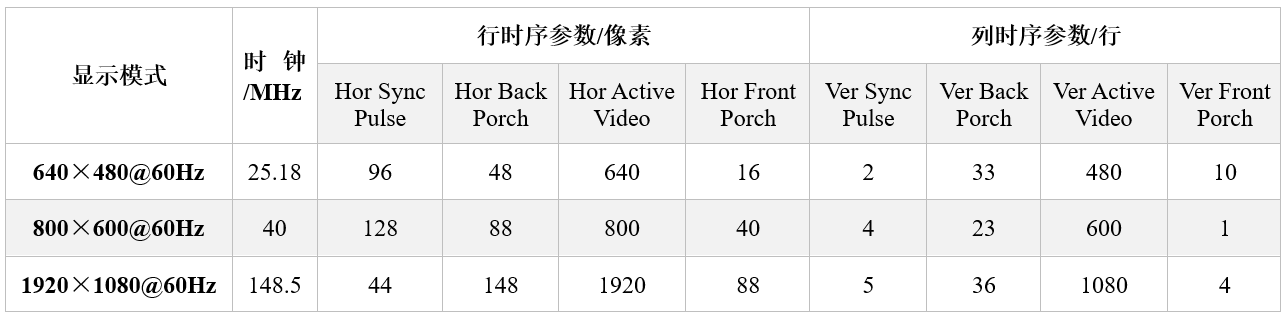 显示模式 时 钟/MHz 行时序参数/像素 列时序参数/行
Hor Sync Pulse Hor Back Porch Hor Active Video Hor Front Porch Ver Sync Pulse Ver Back Porch Ver Active Video Ver Front Porch
640×480@60Hz 25.18 96 48 640 16 2 33 480 10
800×600@60Hz 40 128 88 800 40 4 23 600 1
1920×1080@60Hz 148.5 44 148 1920 88 5 36 1080 4